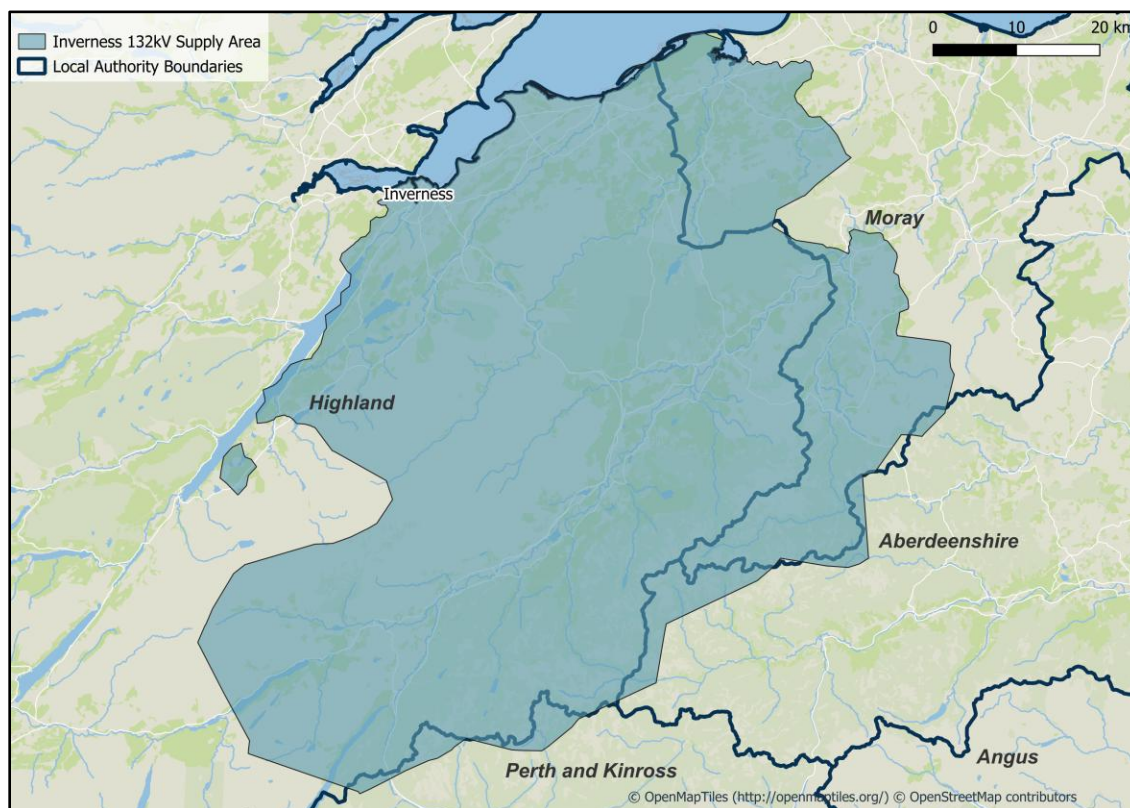 Inverness 132kV Supply Area
Local Authority Boundaries
0 10 20 km
Inverness
Moray
Highland
Aberdeenshire
Perth and Kinross
Angus
© OpenMapTiles (http://openmaptiles.org/) © OpenStreetMap contributors